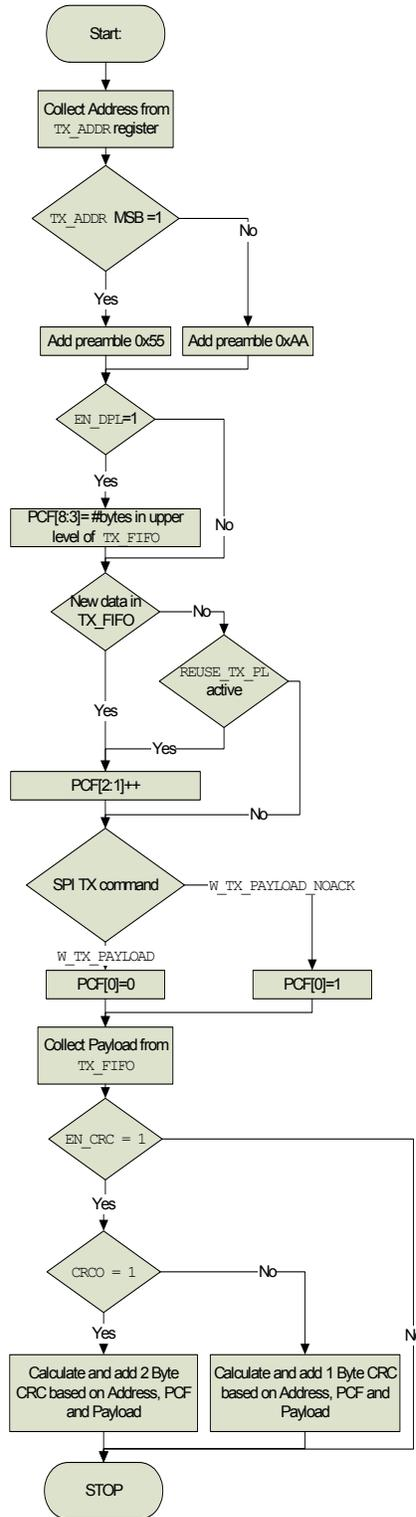 Start:
Collect Address from
TX_ADDR register
TX_ADDR MSB =1
No
Yes
Add preamble 0x55
Add preamble 0xAA
EN_DPL=1
Yes
No
PCF[8:3]= #bytes in upper
level of TX_FIFO
New data in
TX_FIFO
No
REUSE_TX_PL
active
Yes
Yes
PCF[2:1]++
No
SPI TX command
W_TX_PAYLOAD_NOACK
W_TX_PAYLOAD
PCF[0]=0
PCF[0]=1
Collect Payload from
TX_FIFO
EN_CRC = 1
Yes
CRCO = 1
No
Yes
Calculate and add 2 Byte
CRC based on Address, PCF
and Payload
Calculate and add 1 Byte CRC
based on Address, PCF and
Payload
STOP